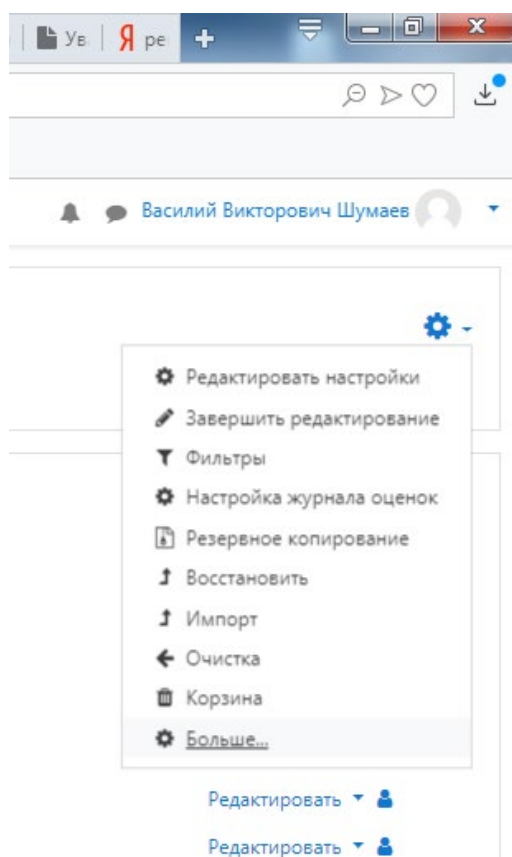 Ув
Я ре
Василий Викторович Шумаев
Редактировать настройки
Завершить редактирование
Фильтры
Настройка журнала оценок
Резервное копирование
Восстановить
Импорт
Очистка
Корзина
Больше...
Редактировать
Редактировать